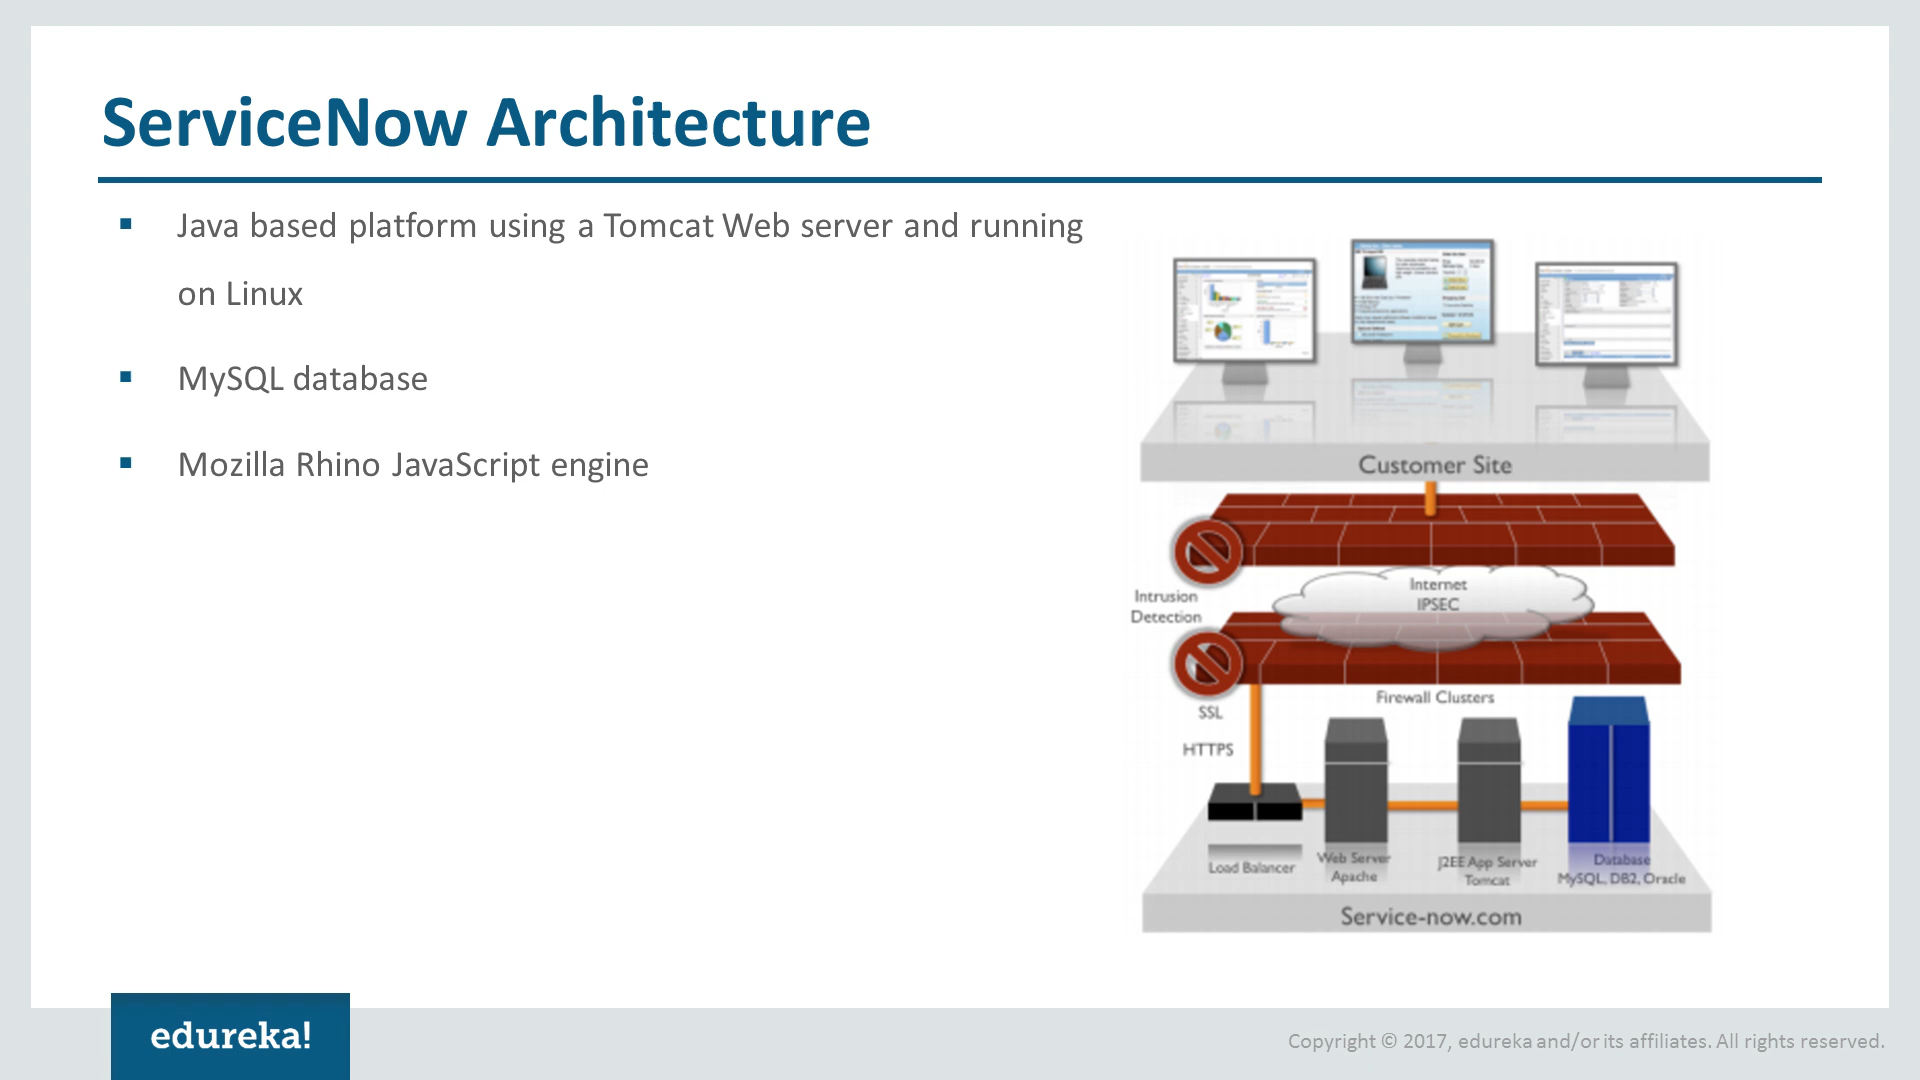 ServiceNow Architecture
▪ Java based platform using a Tomcat Web server and running
on Linux
▪ MySQL database
▪ Mozilla Rhino JavaScript engine
Customer Site
Internet
IPSEC
Intrusion
Detection
Firewall Clusters
SSL
HTTPS
Load Balancer
Web Server
Apache
J2EE App Server
Tomcat
Database
MySQL, DB2, Oracle
Service-now.com
edureka!
Copyright © 2017, edureka and/or its affiliates. All rights reserved.